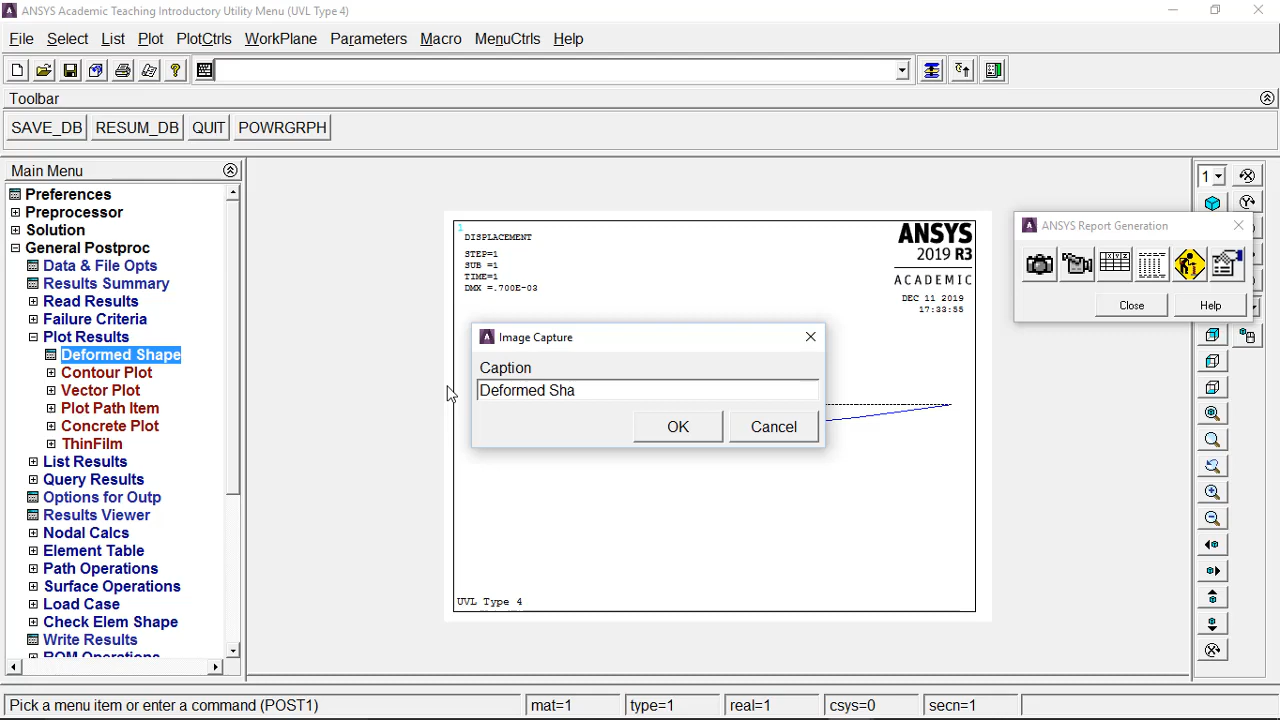 ANSYS Academic Teaching Introductory Utility Menu (UVL Type 4)
File Select List Plot PlotCtrls WorkPlane Parameters Macro MenuCtrls Help
Toolbar
SAVE_DB RESUM_DB QUIT POWRGRPH
Main Menu
Preferences
Preprocessor
Solution
General Postproc
Data & File Opts
Results Summary
Read Results
Failure Criteria
Plot Results
Deformed Shape
Contour Plot
Vector Plot
Plot Path Item
Concrete Plot
ThinFilm
List Results
Query Results
Options for Outp
Results Viewer
Nodal Calcs
Element Table
Path Operations
Surface Operations
Load Case
Check Elem Shape
Write Results
ROM Operations
1
DISPLACEMENT
STEP=1
SUB =1
TIME=1
DMX =.700E-03
ANSYS
2019 R3
ACADEMIC
DEC 11 2019
17:33:55
Image Capture
Caption
Deformed Sha
OK Cancel
UVL Type 4
ANSYS Report Generation
X Y Z
Close Help
1
Pick a menu item or enter a command (POST1) mat=1 type=1 real=1 csys=0 secn=1